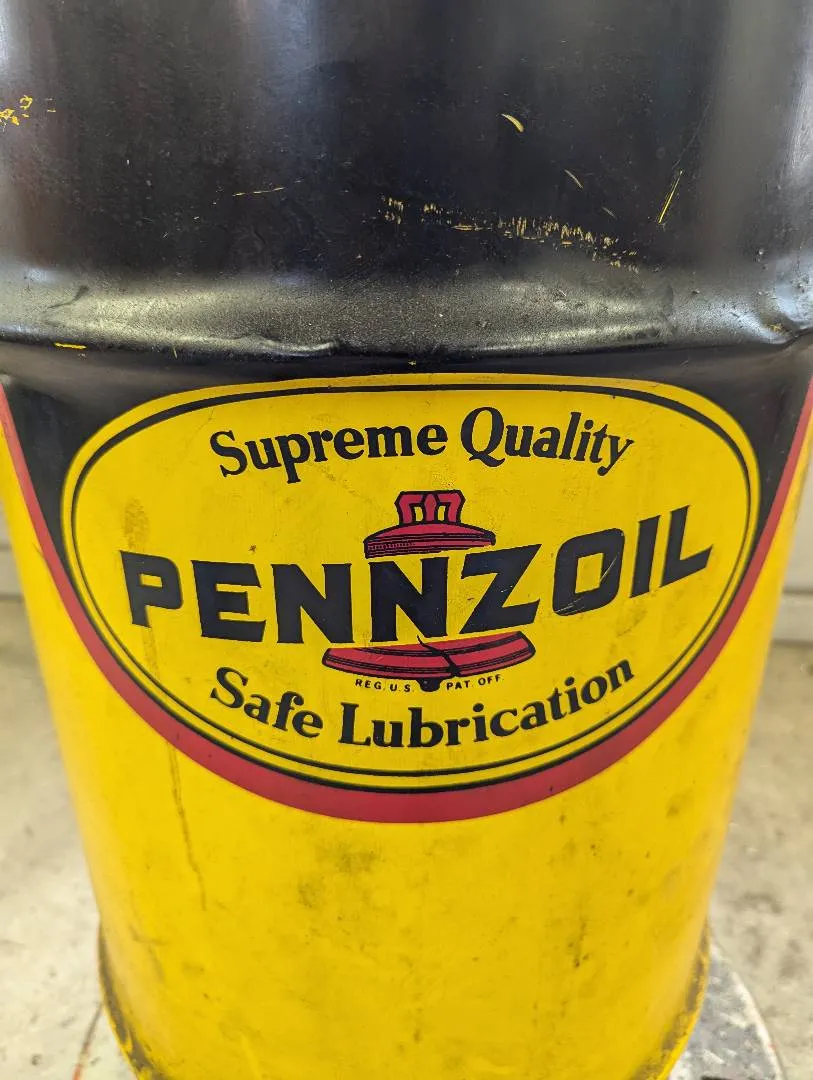 Supreme Quality
PENNZOIL
REG. U.S. PAT. OFF.
Safe Lubrication